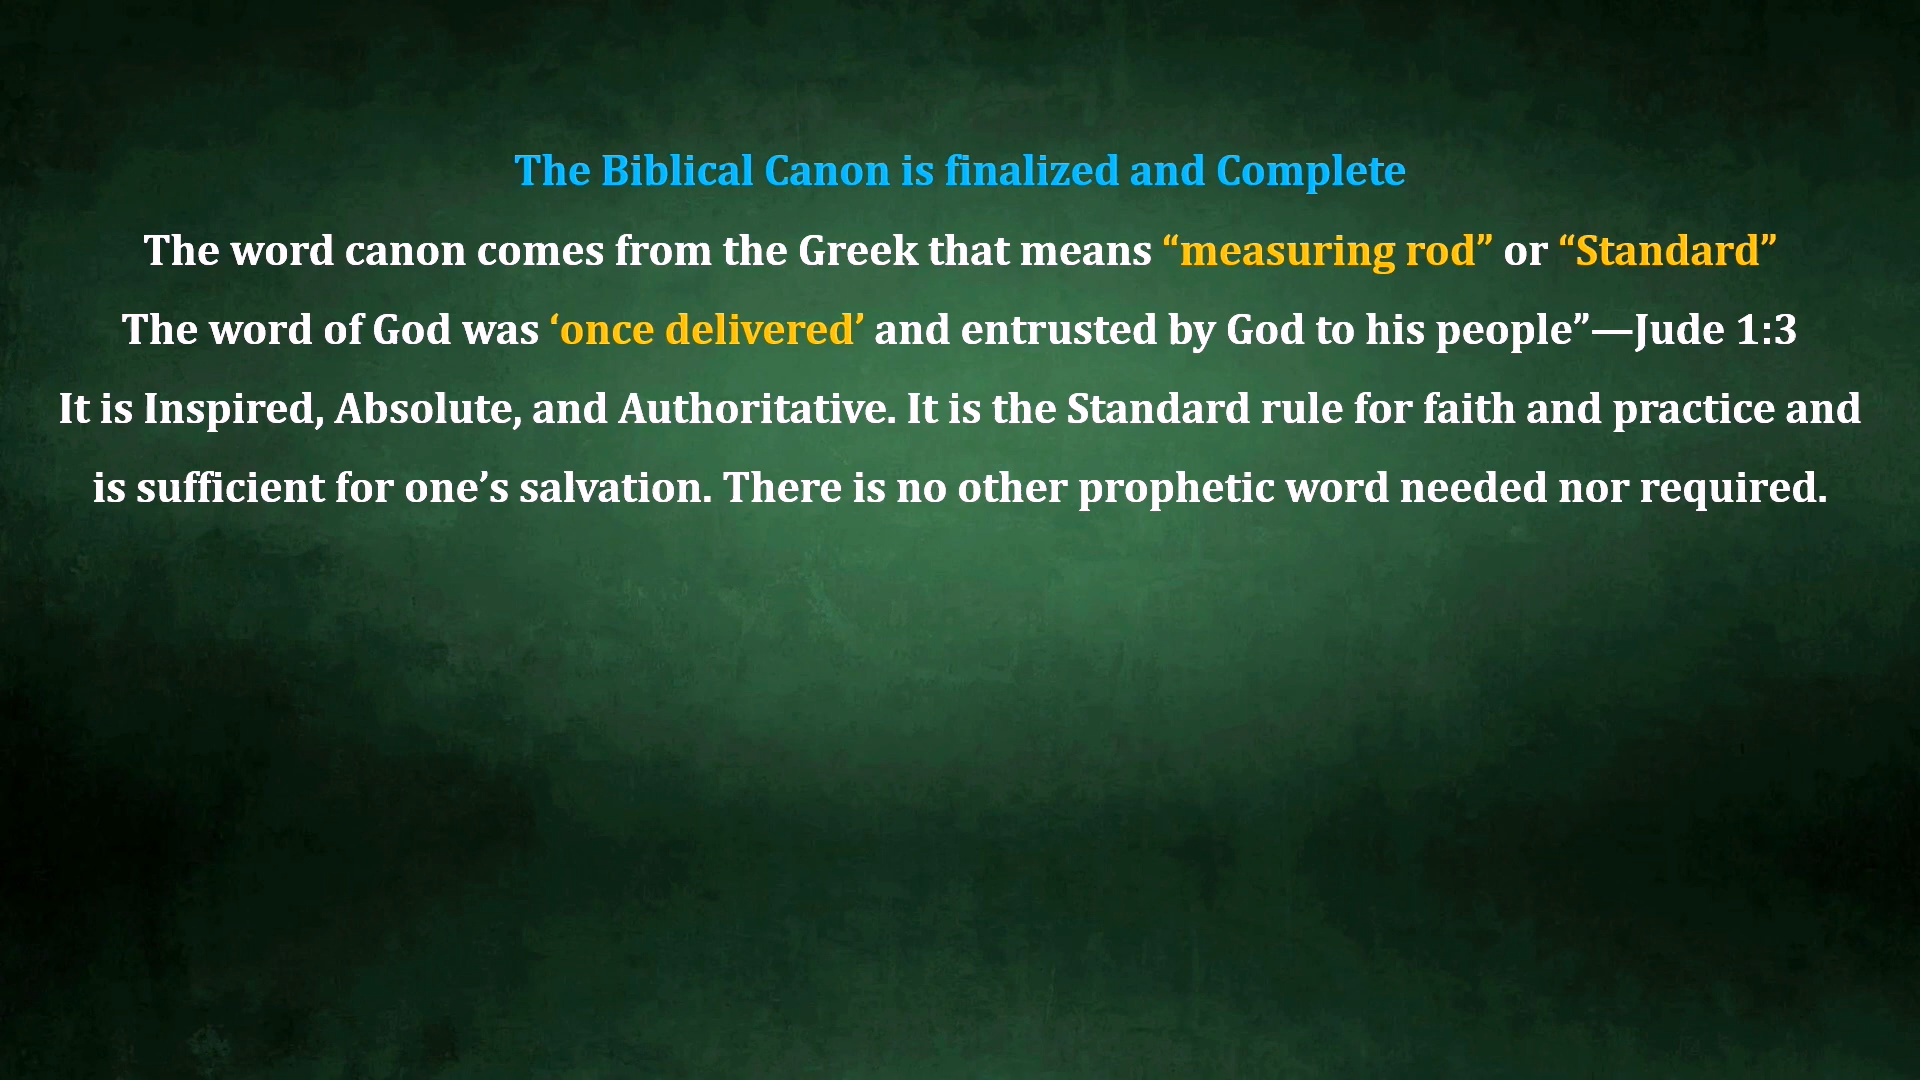 The Biblical Canon is finalized and Complete
The word canon comes from the Greek that means “measuring rod” or “Standard”
The word of God was ‘once delivered’ and entrusted by God to his people”—Jude 1:3
It is Inspired, Absolute, and Authoritative. It is the Standard rule for faith and practice and
is sufficient for one’s salvation. There is no other prophetic word needed nor required.